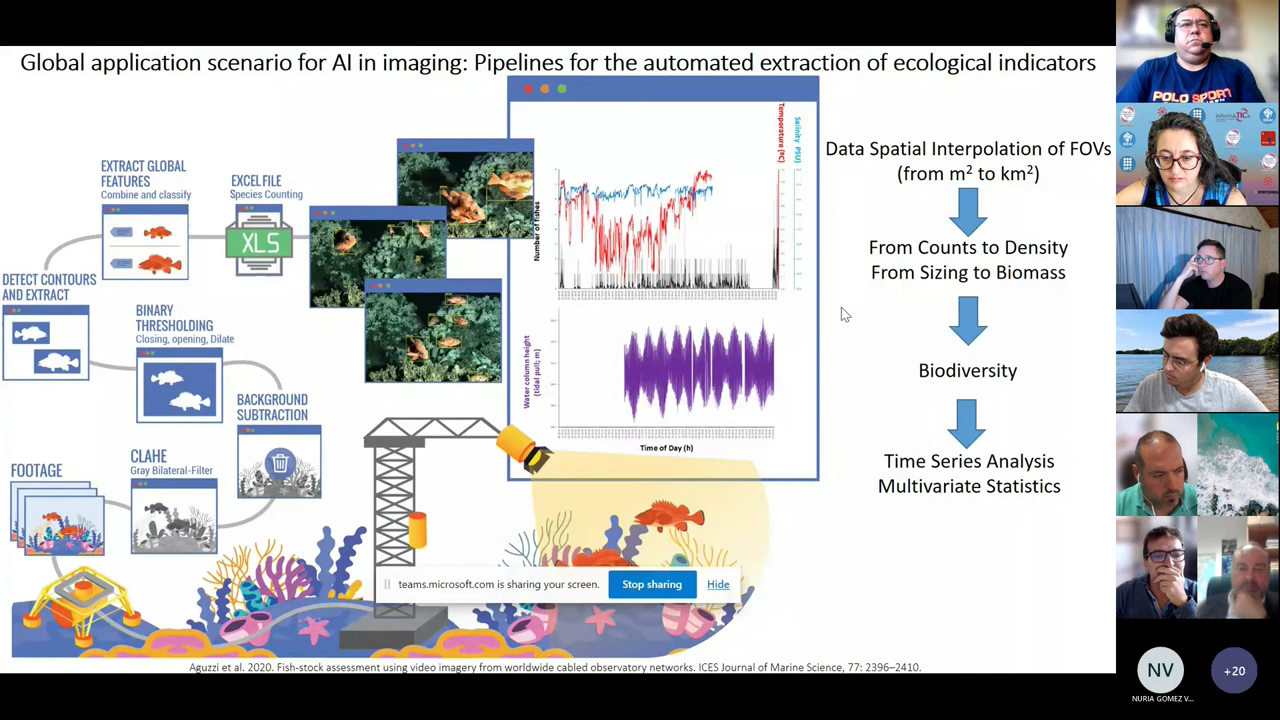 Global application scenario for AI in imaging: Pipelines for the automated extraction of ecological indicators
EXTRACT GLOBAL
FEATURES
Combine and classify
EXCEL FILE
Species Counting
XLS
DETECT CONTOURS
AND EXTRACT
BINARY
THRESHOLDING
Closing, opening, Dilate
BACKGROUND
SUBTRACTION
FOOTAGE
CLAHE
Gray Bilateral-Filter
Number of fishes
Temperature (ºC)
Salinity PSU)
Water column height
(tidal pull; m)
Time of Day (h)
Data Spatial Interpolation of FOVs
(from m² to km²)
From Counts to Density
From Sizing to Biomass
Biodiversity
Time Series Analysis
Multivariate Statistics
teams.microsoft.com is sharing your screen.
Stop sharing
Hide
Aguzzi et al. 2020. Fish-stock assessment using video imagery from worldwide cabled observatory networks. ICES Journal of Marine Science, 77: 2396–2410.
POLO SPORT
UPC
NV
+20
NURIA GOMEZ V...